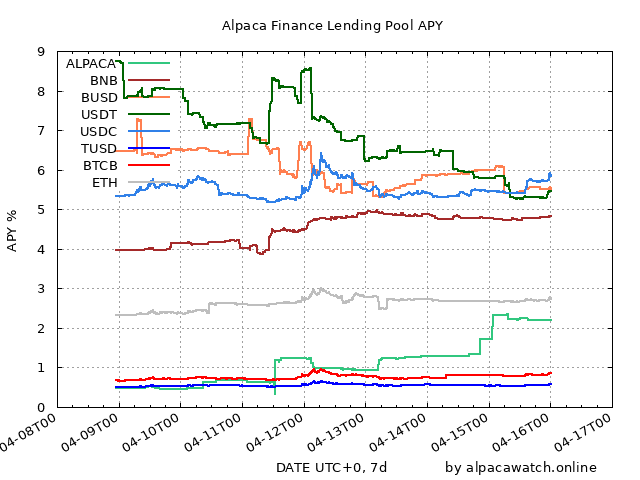 Alpaca Finance Lending Pool APY
9
8
7
6
5
4
3
2
1
0
APY %
ALPACA
BNB
BUSD
USDT
USDC
TUSD
BTCB
ETH
04-08T00 04-09T00 04-10T00 04-11T00 04-12T00 04-13T00 04-14T00 04-15T00 04-16T00 04-17T00
DATE UTC+0, 7d by alpacawatch.online